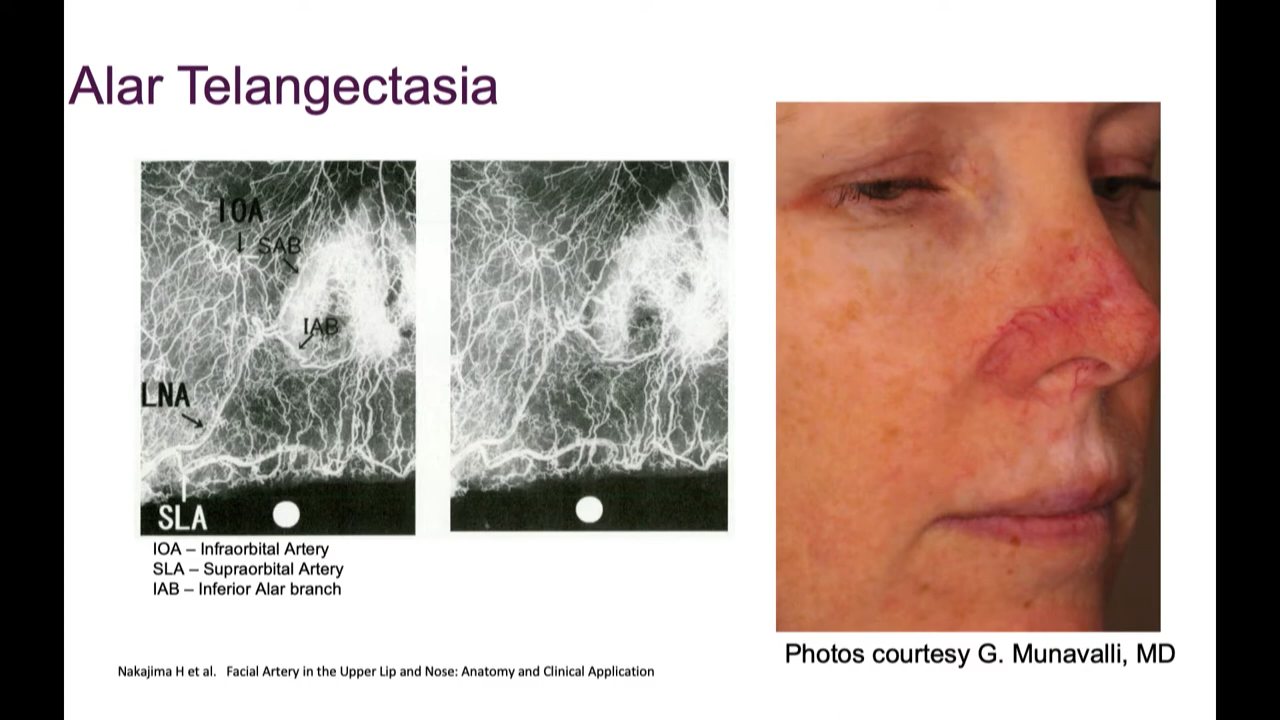 Alar Telangectasia
IOA
SAB
IAB
LNA
SLA
IOA – Infraorbital Artery
SLA – Supraorbital Artery
IAB – Inferior Alar branch
Photos courtesy G. Munavalli, MD
Nakajima H et al. Facial Artery in the Upper Lip and Nose: Anatomy and Clinical Application